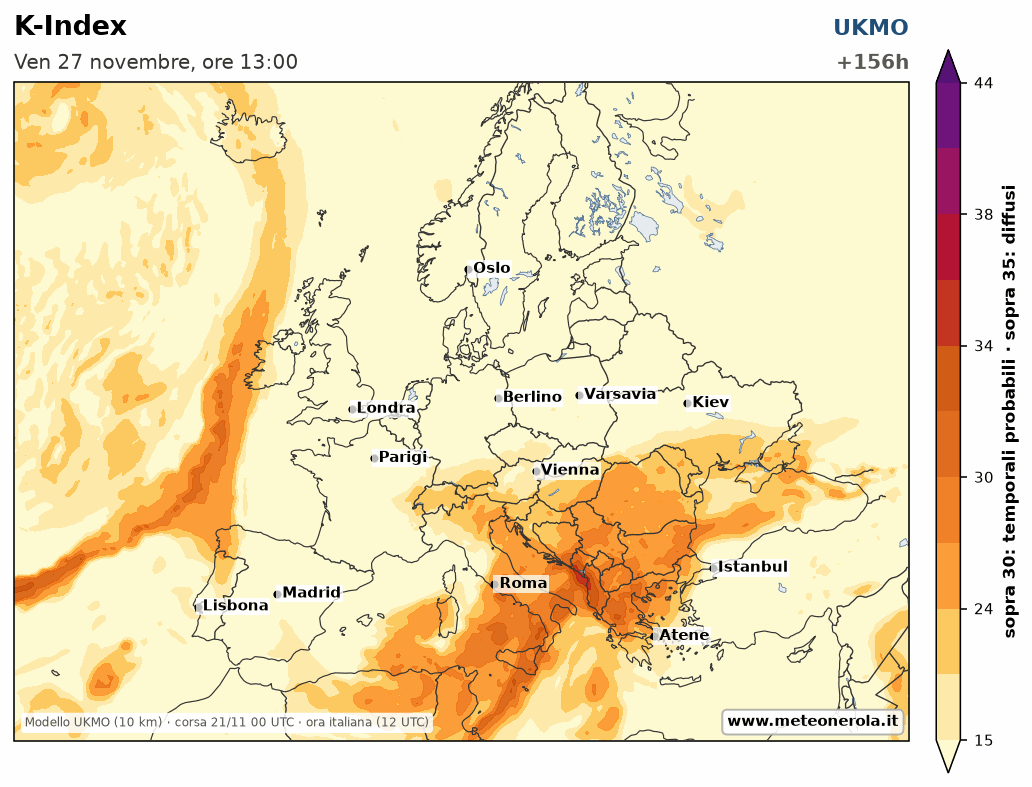 K-Index
UKMO
Ven 27 novembre, ore 13:00
+156h
44
38
34
30
24
15
sopra 30: temporali probabili · sopra 35: diffusi
Oslo
Berlino
Varsavia
Kiev
Londra
Parigi
Vienna
Istanbul
Roma
Madrid
Lisbona
Atene
Modello UKMO (10 km) · corsa 21/11 00 UTC · ora italiana (12 UTC)
www.meteonerola.it